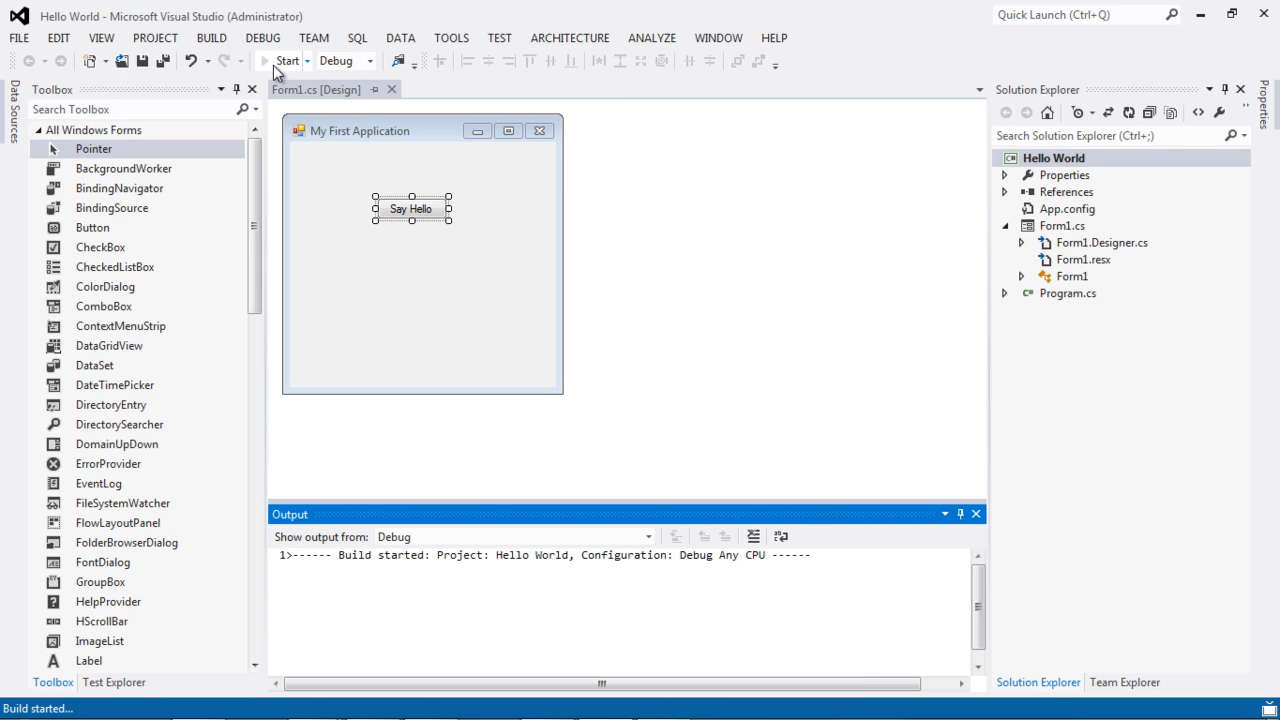 Hello World - Microsoft Visual Studio (Administrator)
Quick Launch (Ctrl+Q)
FILE EDIT VIEW PROJECT BUILD DEBUG TEAM SQL DATA TOOLS TEST ARCHITECTURE ANALYZE WINDOW HELP
Start Debug
Data Sources
Toolbox
Search Toolbox
All Windows Forms
Pointer
BackgroundWorker
BindingNavigator
BindingSource
Button
CheckBox
CheckedListBox
ColorDialog
ComboBox
ContextMenuStrip
DataGridView
DataSet
DateTimePicker
DirectoryEntry
DirectorySearcher
DomainUpDown
ErrorProvider
EventLog
FileSystemWatcher
FlowLayoutPanel
FolderBrowserDialog
FontDialog
GroupBox
HelpProvider
HScrollBar
ImageList
Label
Toolbox Test Explorer
Form1.cs [Design]
My First Application
Say Hello
Output
Show output from: Debug
1>------ Build started: Project: Hello World, Configuration: Debug Any CPU ------
Solution Explorer
Search Solution Explorer (Ctrl+;)
Hello World
Properties
References
App.config
Form1.cs
Form1.Designer.cs
Form1.resx
Form1
Program.cs
Solution Explorer Team Explorer
Properties
Build started...